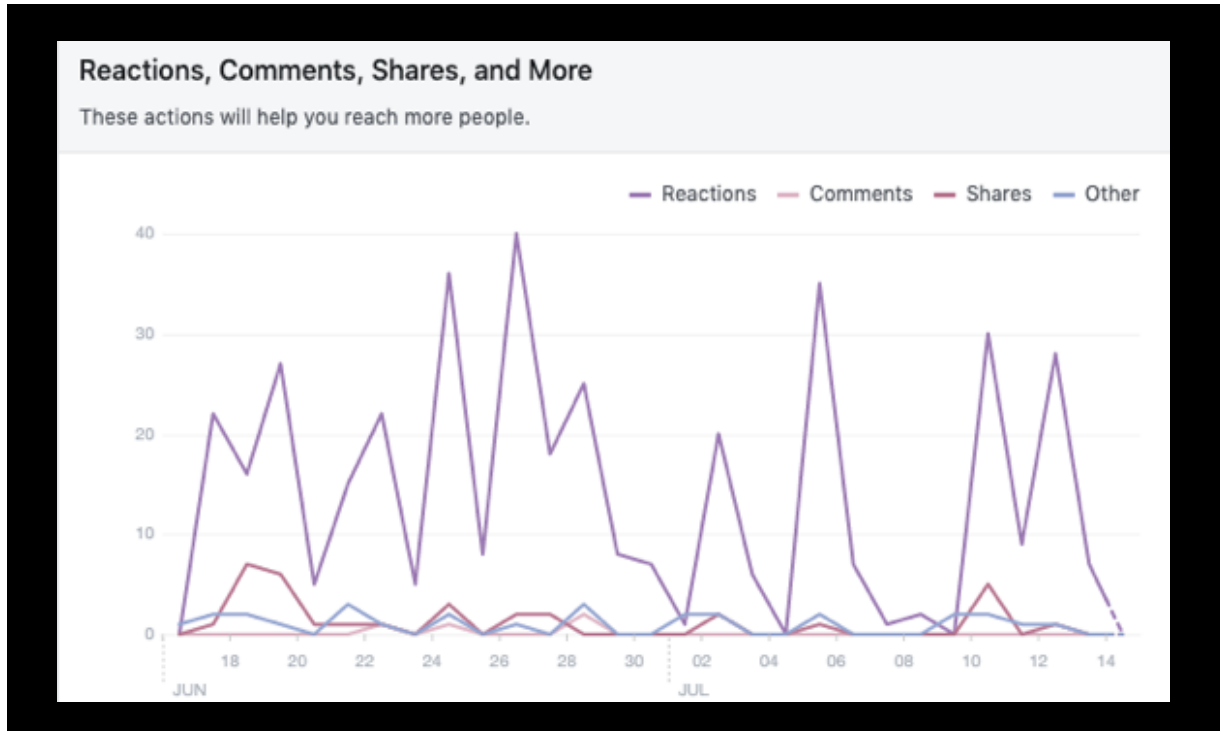 Reactions, Comments, Shares, and More
These actions will help you reach more people.
Reactions Comments Shares Other
40
30
20
10
0
18 20 22 24 26 28 30 02 04 06 08 10 12 14
JUN JUL